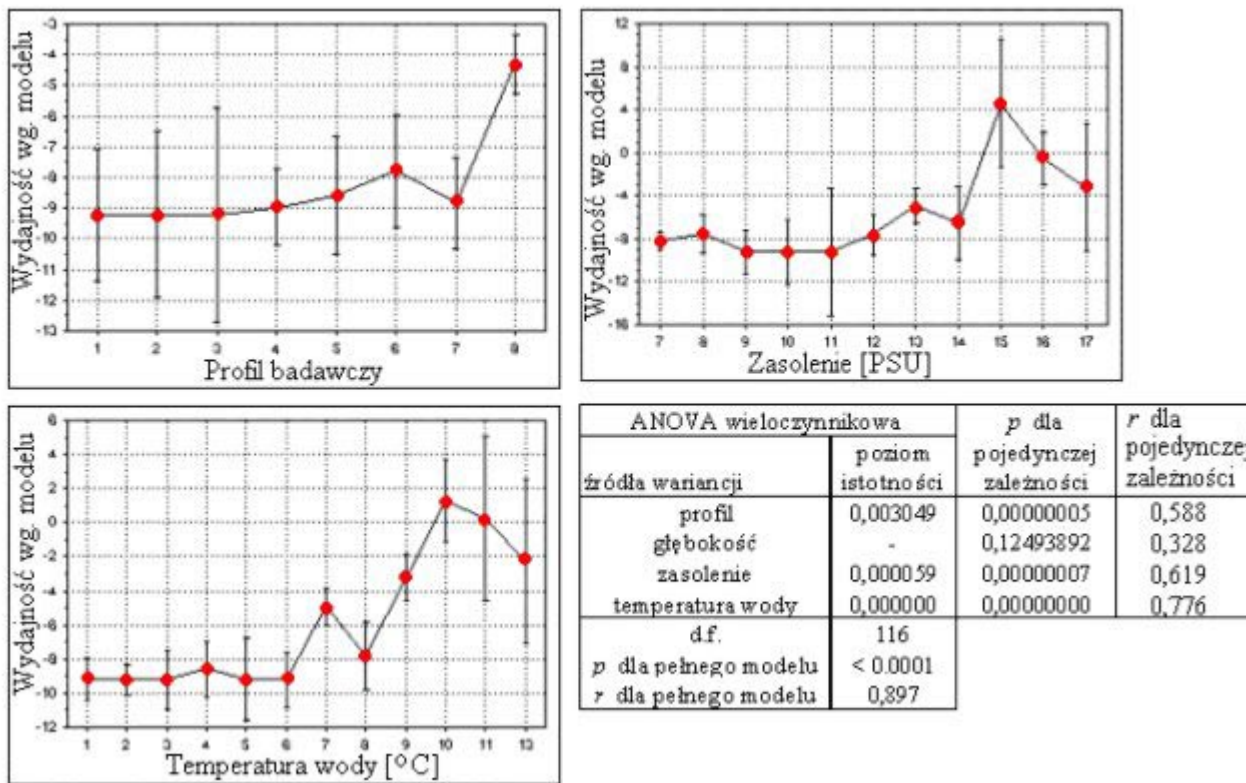 Wydajność wg. modelu
-3
-4
-5
-6
-7
-8
-9
-10
-11
-12
-13
1 2 3 4 5 6 7 8
Profil badawczy
Wydajność wg. modelu
12
8
4
0
-4
-8
-12
-16
7 8 9 10 11 12 13 14 15 16 17
Zasolenie [PSU]
Wydajność wg. modelu
6
4
2
0
-2
-4
-6
-8
-10
-12
1 2 3 4 5 6 7 8 9 10 11 13
Temperatura wody [°C]
ANOVA wieloczynnikowa
źródła wariancji
poziom
istotności
p dla
pojedynczej
zależności
r dla
pojedynczej
zależności
profil 0,003049 0,00000005 0,588
głębokość - 0,12493892 0,328
zasolenie 0,000059 0,00000007 0,619
temperatura wody 0,000000 0,00000000 0,776
d.f. 116
p dla pełnego modelu < 0.0001
r dla pełnego modelu 0,897